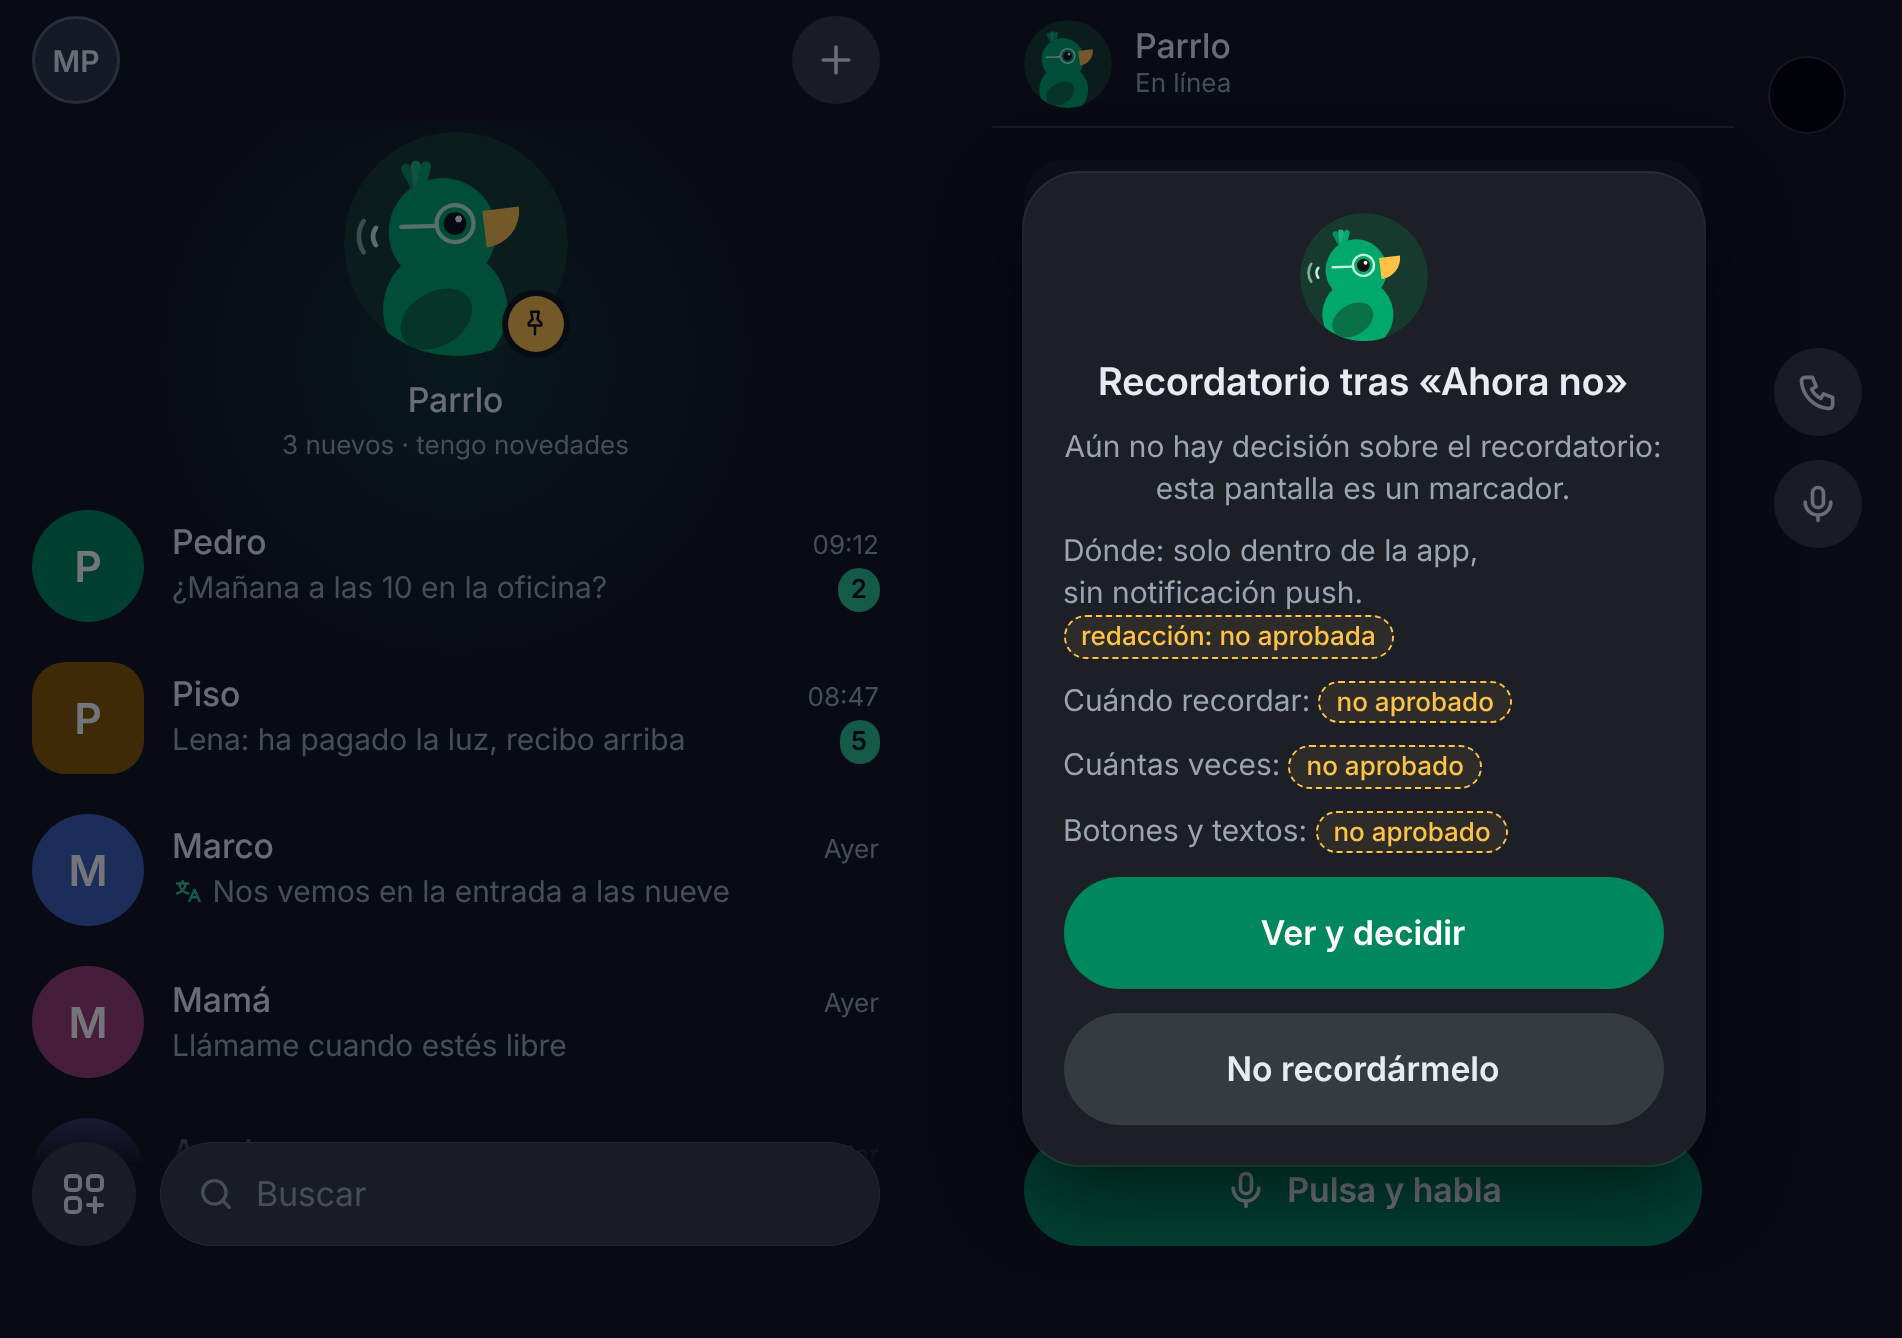 MP
Parrlo
3 nuevos · tengo novedades
P
Pedro
09:12
¿Mañana a las 10 en la oficina?
2
P
Piso
08:47
Lena: ha pagado la luz, recibo arriba
5
M
Marco
Ayer
Nos vemos en la entrada a las nueve
M
Mamá
Ayer
Llámame cuando estés libre
Buscar
Parrlo
En línea
Recordatorio tras «Ahora no»
Aún no hay decisión sobre el recordatorio:
esta pantalla es un marcador.
Dónde: solo dentro de la app,
sin notificación push.
redacción: no aprobada
Cuándo recordar: no aprobado
Cuántas veces: no aprobado
Botones y textos: no aprobado
Ver y decidir
No recordármelo
Pulsa y habla